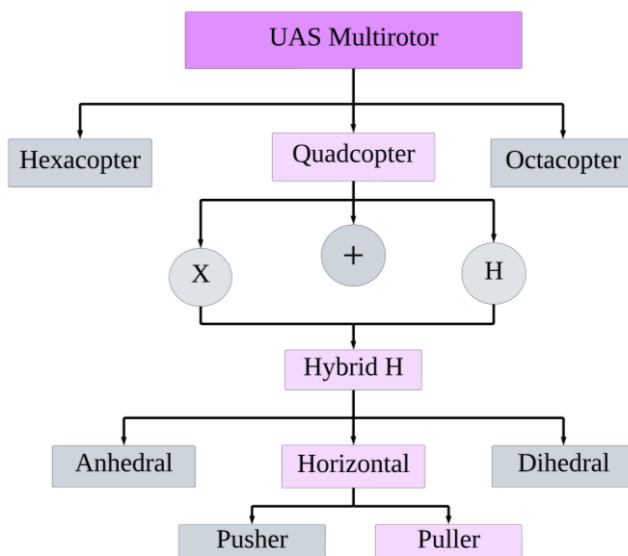 UAS Multirotor
Hexacopter
Quadcopter
Octacopter
X
+
H
Hybrid H
Anhedral
Horizontal
Dihedral
Pusher
Puller